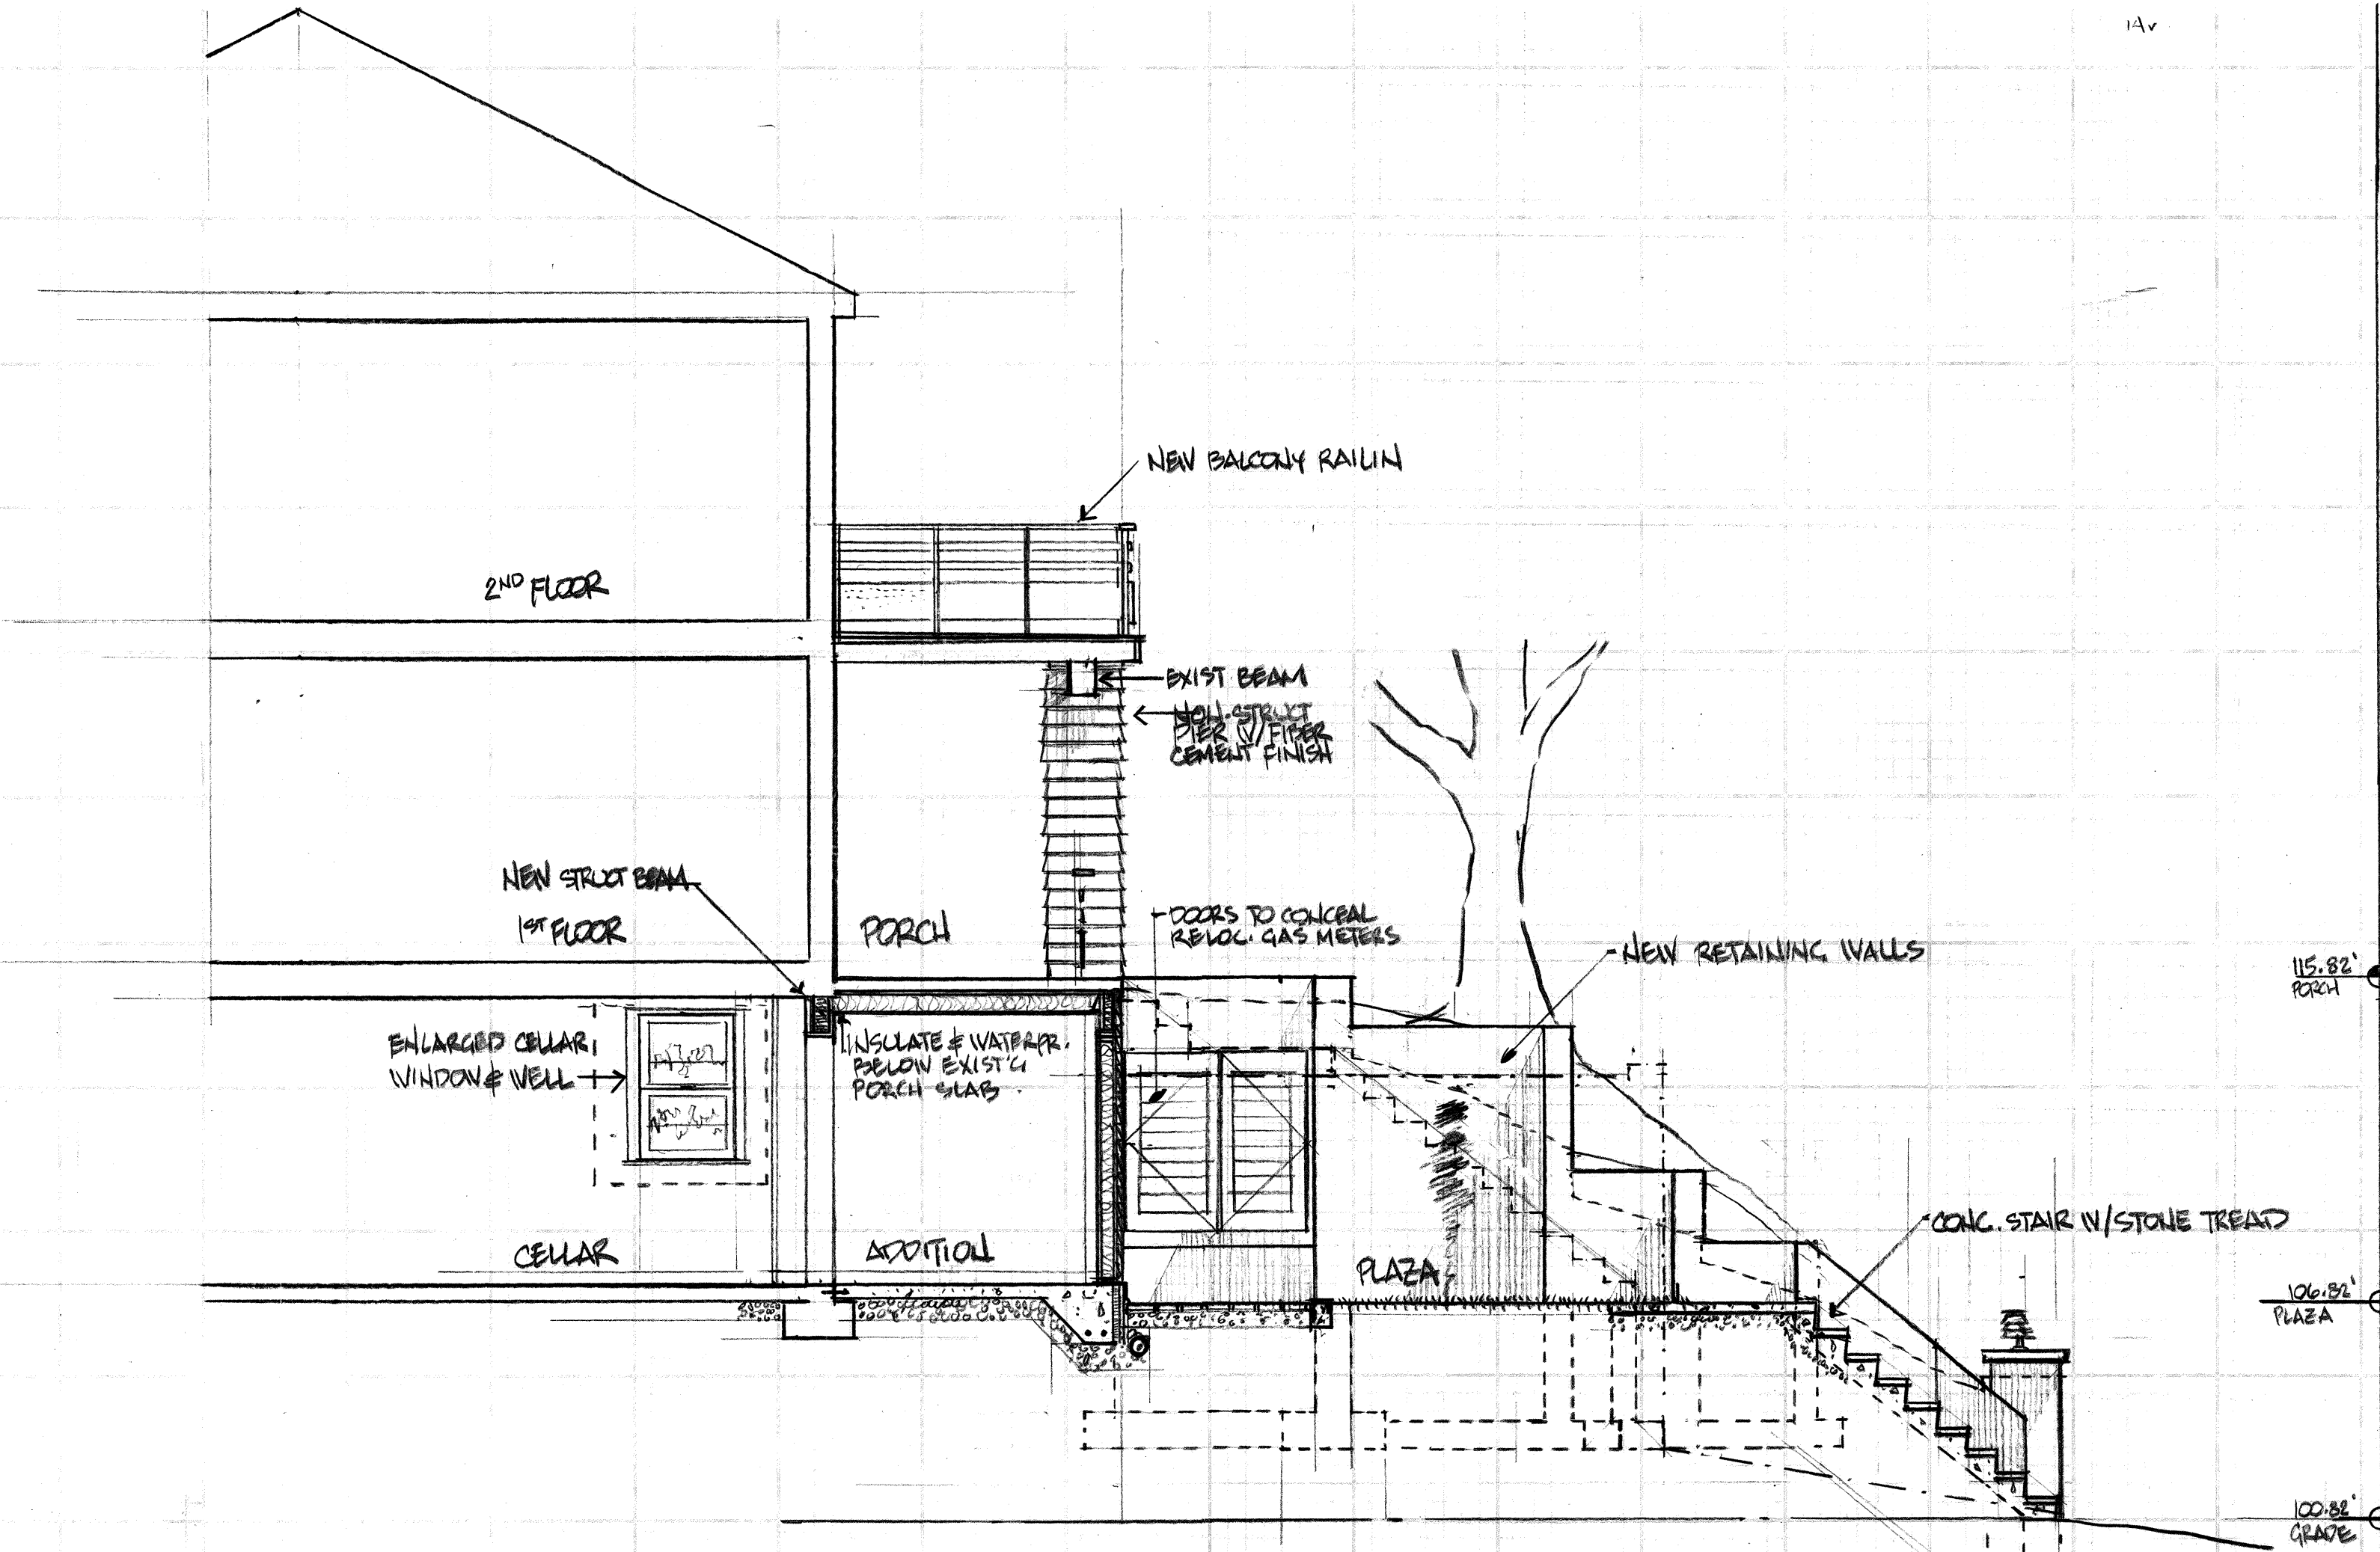 NEW BALCONY RAILIN
2ND FLOOR
EXIST BEAM
NON-STRUCT
PIER W/FIBER
CEMENT FINISH
NEW STRUCT BEAM
1ST FLOOR
PORCH
DOORS TO CONCEAL
RELOC. GAS METERS
NEW RETAINING WALLS
115.82'
PORCH
ENLARGED CELLAR
WINDOW & WELL
INSULATE & WATERPR.
BELOW EXIST'G
PORCH SLAB
CONC. STAIR W/STONE TREAD
CELLAR
ADDITION
PLAZA
106.82'
PLAZA
100.82'
GRADE